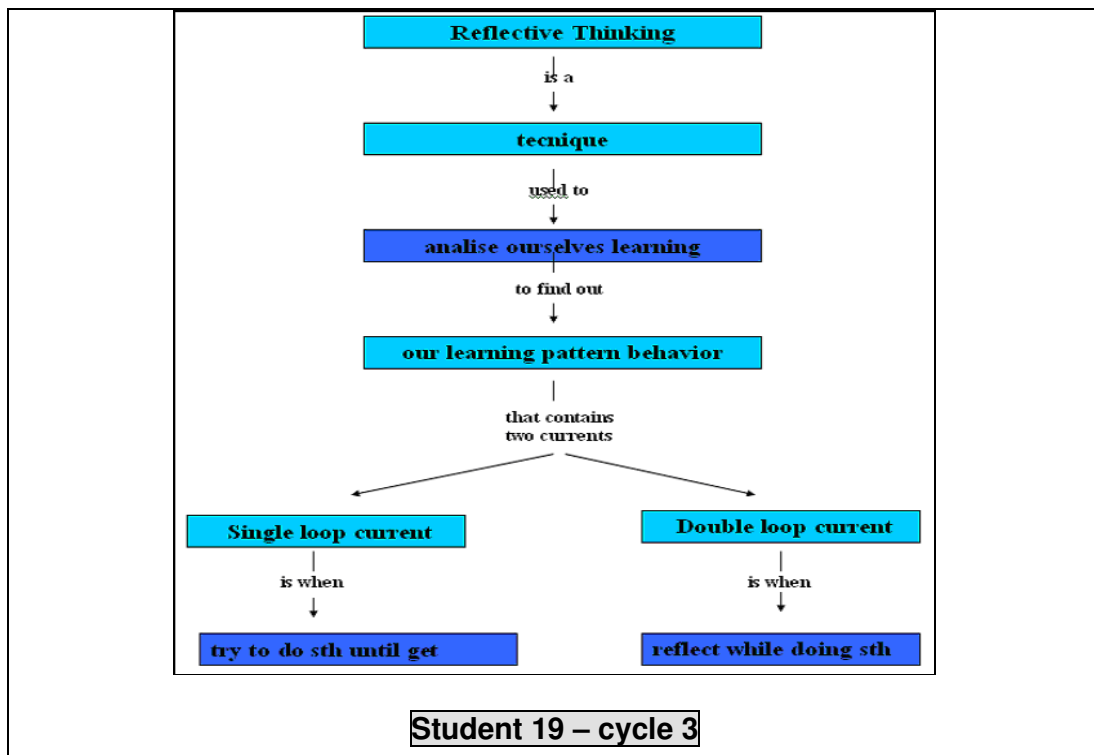 Reflective Thinking
is a
tecnique
used to
analise ourselves learning
to find out
our learning pattern behavior
that contains
two currents
Single loop current
Double loop current
is when
is when
try to do sth until get
reflect while doing sth
Student 19 – cycle 3